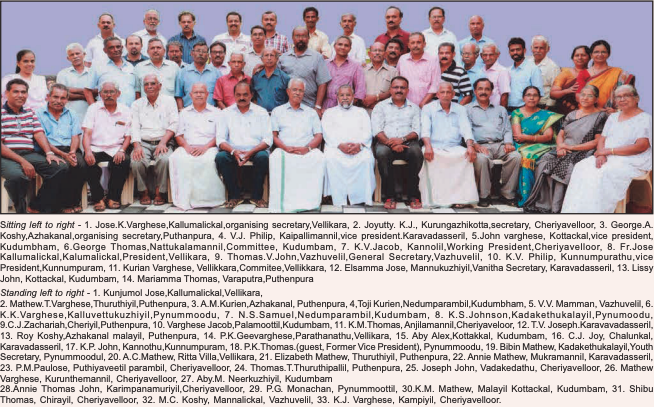 Sitting left to right - 1. Jose.K.Varghese,Kallumalickal,organising secretary,Vellikara, 2. Joyutty. K.J., Kurungazhikotta,secretary, Cheriyavelloor, 3. George.A.
Koshy,Azhakanal,organising secretary,Puthanpura, 4. V.J. Philip, Kaipallimannil,vice president.Karavadasseril, 5.John varghese, Kottackal,vice president,
Kudumbham, 6.George Thomas,Nattukalamannil,Committee, Kudumbam, 7. K.V.Jacob, Kannolil,Working President,Cheriyavelloor, 8. Fr.Jose
Kallumalickal,Kalumalickal,President,Vellikara, 9. Thomas.V.John,Vazhuvelil,General Secretary,Vazhuvelil, 10. K.V. Philip, Kunnumpurathu,vice
President,Kunnumpuram, 11. Kurian Varghese, Vellikkara,Commitee,Vellikkara, 12. Elsamma Jose, Mannukuzhiyil,Vanitha Secretary, Karavadasseril, 13. Lissy
John, Kottackal, Kudumbam, 14. Mariamma Thomas, Varaputra,Puthenpura
Standing left to right - 1. Kunjumol Jose,Kallumalickal,Vellikara,
2. Mathew.T.Varghese,Thuruthiyil,Puthenpura, 3. A.M.Kurien,Azhakanal, Puthenpura, 4,Toji Kurien,Nedumparambil,Kudumbham, 5. V.V. Mamman, Vazhuvelil, 6.
K.K.Varghese,Kalluvettukuzhiyil,Pynummoodu, 7. N.S.Samuel,Nedumparambil,Kudumbam, 8. K.S.Johnson,Kadakethukalayil,Pynumoodu,
9.C.J.Zachariah,Cheriyil,Puthenpura, 10. Varghese Jacob,Palamoottil,Kudumbam, 11. K.M.Thomas,Anjilamannil,Cheriyaveloor, 12. T.V. Joseph.Karavavadasseril,
13. Roy Koshy,Azhakanal malayil, Puthenpura, 14. P.K.Geevarghese,Parathanathu,Vellikara, 15. Aby Alex,Kottakkal, Kudumbam, 16. C.J. Joy, Chalunkal,
Karavadasseril, 17. K.P. John, Kannothu,Kunnumpuram, 18. P.K.Thomas,(guest, Former Vice President), Pynummoodu, 19. Bibin Mathew, Kadakethukalayil,Youth
Secretary, Pynummoodul, 20. A.C.Mathew, Ritta Villa,Vellikara, 21. Elizabeth Mathew, Thuruthiyil, Puthenpura, 22. Annie Mathew, Mukramannil, Karavadasseril,
23. P.M.Paulose, Puthiyaveetil parambil, Cheriyavelloor, 24. Thomas.T.Thuruthipallil, Puthenpura, 25. Joseph John, Vadakedathu, Cheriyavelloor, 26. Mathew
Varghese, Kurunthemannil, Cheriyavelloor, 27. Aby.M. Neerkuzhiyil, Kudumbam
28.Annie Thomas John, Karimpanamuriyil,Cheriyavelloor, 29. P.G. Monachan, Pynummoottil, 30.K.M. Mathew, Malayil Kottackal, Kudumbam, 31. Shibu
Thomas, Chirayil, Cheriyavelloor, 32. M.C. Koshy, Mannalickal, Vazhuvelil, 33. K.J. Varghese, Kampiyil, Cheriyavelloor.